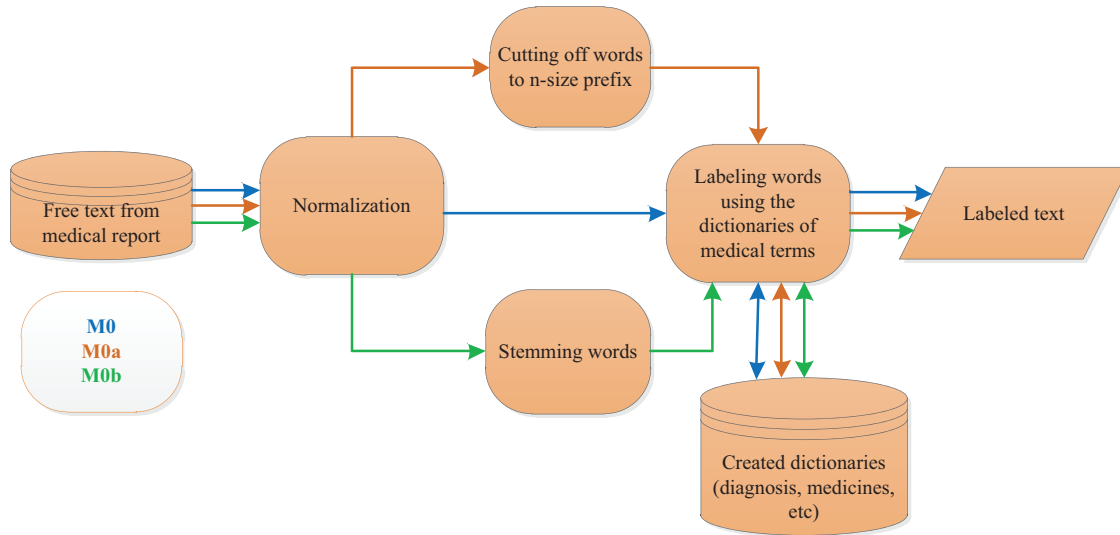 Cutting off words
to n-size prefix
Free text from
medical report
Normalization
Labeling words
using the
dictionaries of
medical terms
Labeled text
M0
M0a
M0b
Stemming words
Created dictionaries
(diagnosis, medicines,
etc)